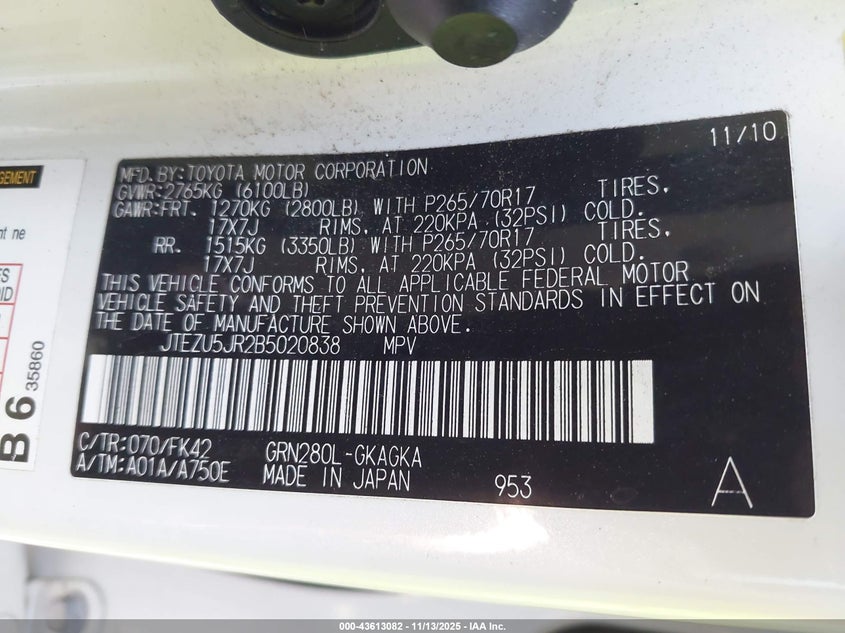 11/10
MFD. BY: TOYOTA MOTOR CORPORATION
GVWR: 2765KG (6100LB)
GAWR: FRT. 1270KG (2800LB) WITH P265/70R17 TIRES,
17X7J RIMS, AT 220KPA (32PSI) COLD.
RR. 1515KG (3350LB) WITH P265/70R17 TIRES,
17X7J RIMS, AT 220KPA (32PSI) COLD.
THIS VEHICLE CONFORMS TO ALL APPLICABLE FEDERAL MOTOR
VEHICLE SAFETY AND THEFT PREVENTION STANDARDS IN EFFECT ON
THE DATE OF MANUFACTURE SHOWN ABOVE.
JTEZU5JR2B5020838 MPV
C/TR: 070/FK42 GRN280L-GKAGKA
A/TM: A01A/A750E MADE IN JAPAN 953 A
B 6 35860
000-43613082 - 11/13/2025 - IAA Inc.